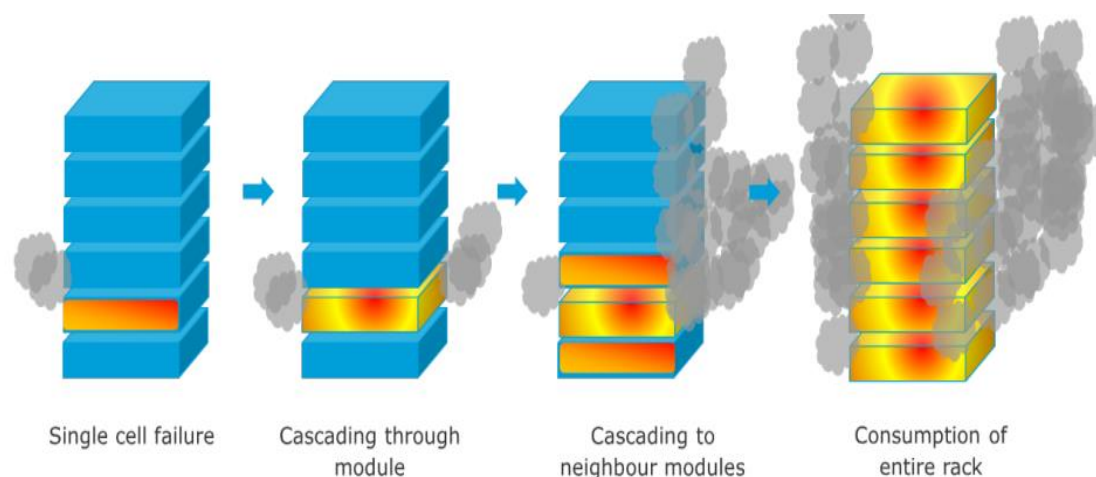 Single cell failure
Cascading through
module
Cascading to
neighbour modules
Consumption of
entire rack